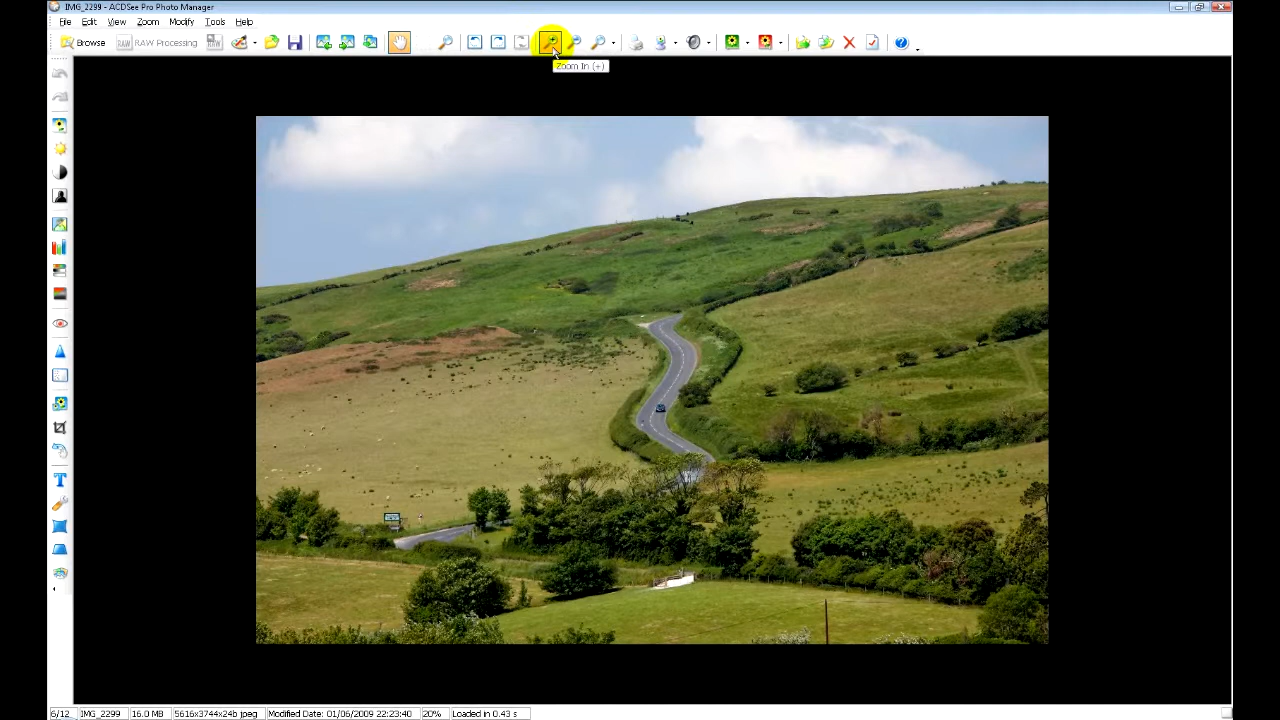 IMG_2299 - ACDSee Pro Photo Manager
File Edit View Zoom Modify Tools Help
Browse RAW RAW Processing
Zoom In (+)
6/12 IMG_2299 16.0 MB 5616x3744x24b jpeg Modified Date: 01/06/2009 22:23:40 20% Loaded in 0.43 s